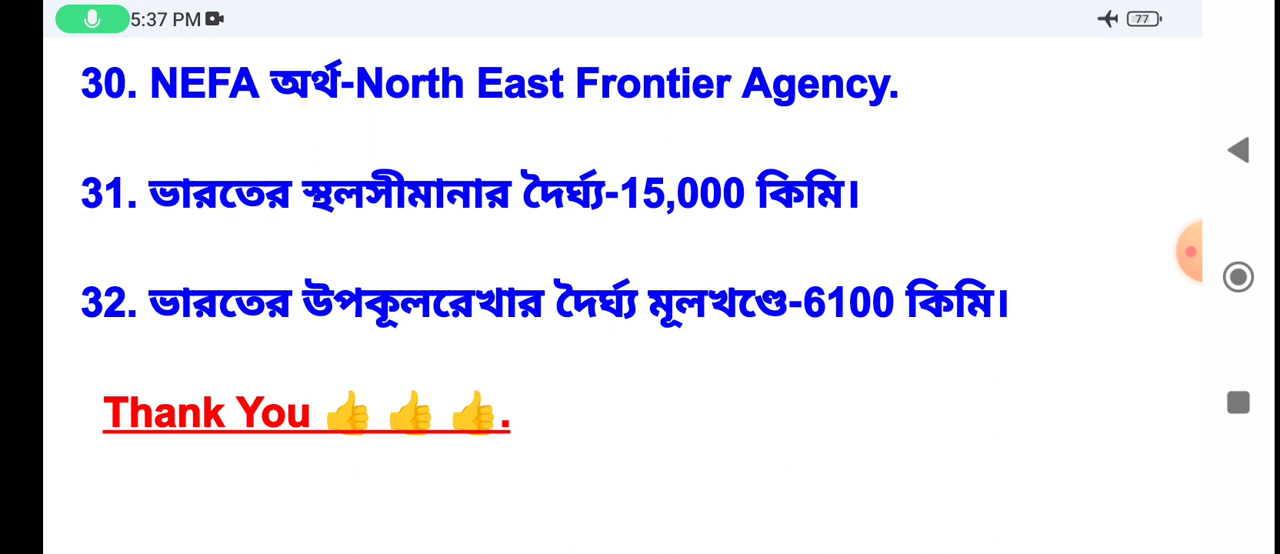 5:37 PM
77
30. NEFA অর্থ-North East Frontier Agency.
31. ভারতের স্থলসীমানার দৈর্ঘ্য-15,000 কিমি।
32. ভারতের উপকূলরেখার দৈর্ঘ্য মূলখণ্ডে-6100 কিমি।
Thank You 👍 👍 👍.